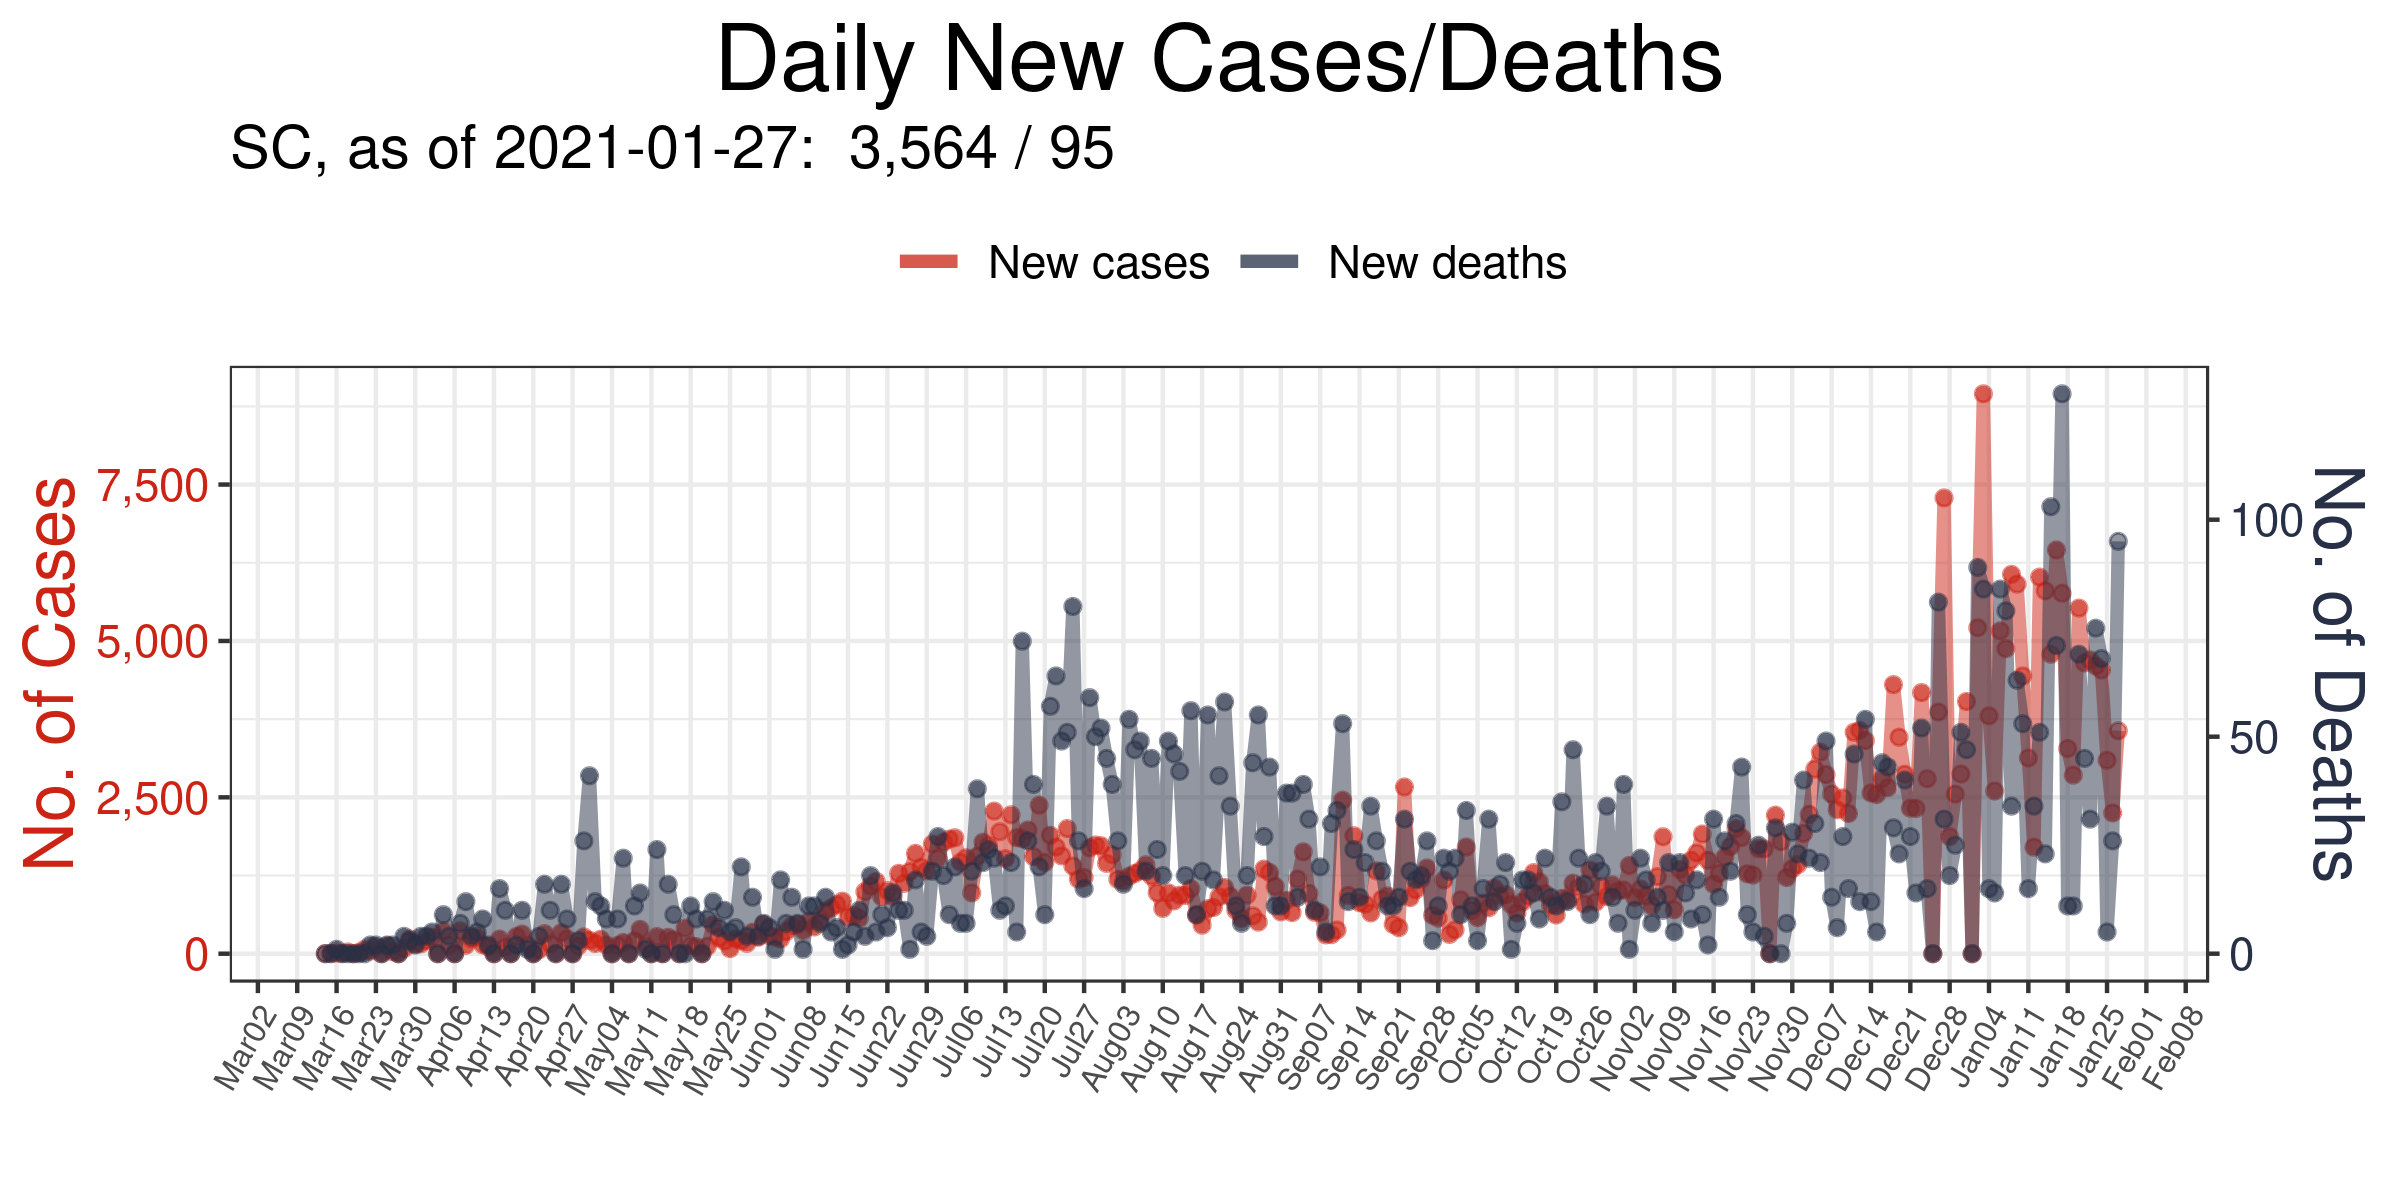 Daily New Cases/Deaths
SC, as of 2021-01-27:  3,564 / 95
New cases
New deaths
No. of Cases
7,500
5,000
2,500
0
No. of Deaths
100
50
0
Mar02
Mar09
Mar16
Mar23
Mar30
Apr06
Apr13
Apr20
Apr27
May04
May11
May18
May25
Jun01
Jun08
Jun15
Jun22
Jun29
Jul06
Jul13
Jul20
Jul27
Aug03
Aug10
Aug17
Aug24
Aug31
Sep07
Sep14
Sep21
Sep28
Oct05
Oct12
Oct19
Oct26
Nov02
Nov09
Nov16
Nov23
Nov30
Dec07
Dec14
Dec21
Dec28
Jan04
Jan11
Jan18
Jan25
Feb01
Feb08